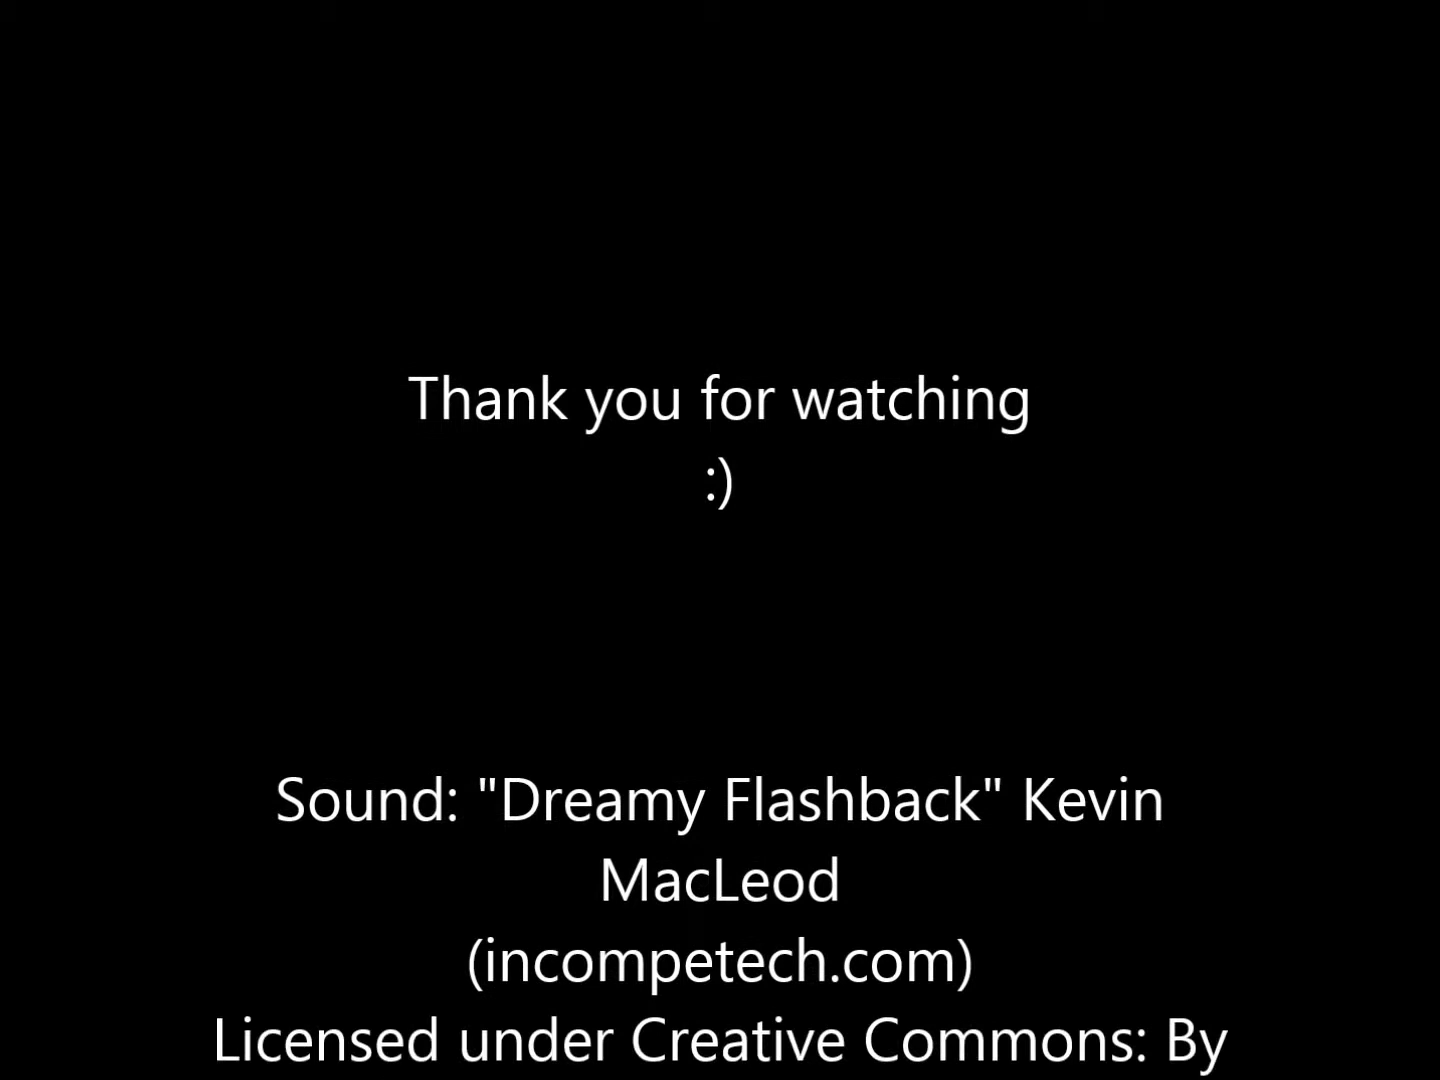 Thank you for watching
:)
Sound: "Dreamy Flashback" Kevin
MacLeod
(incompetech.com)
Licensed under Creative Commons: By